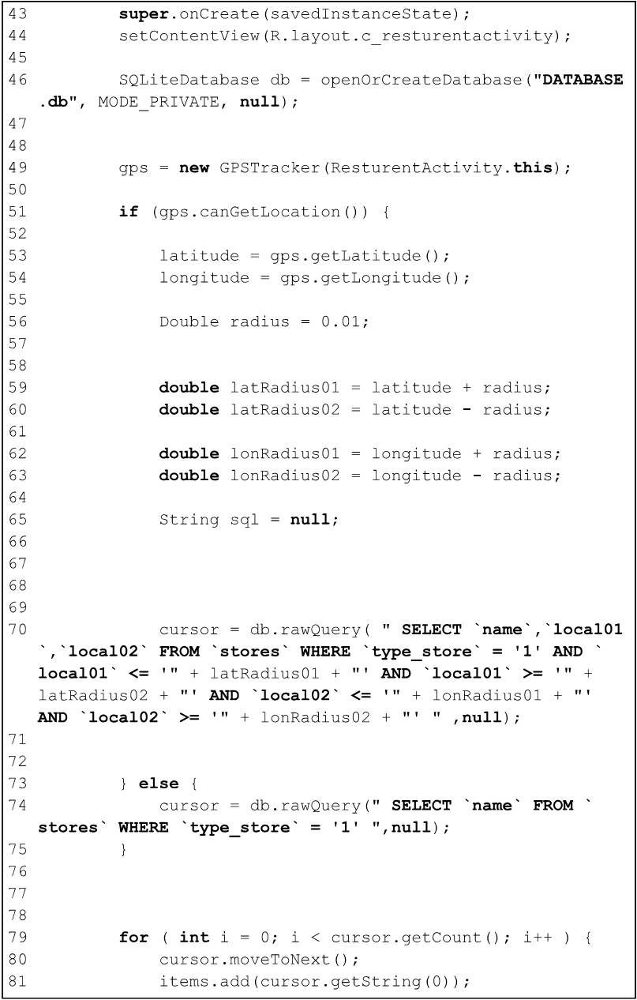 43        super.onCreate(savedInstanceState);
44        setContentView(R.layout.c_resturentactivity);
45
46        SQLiteDatabase db = openOrCreateDatabase("DATABASE
.db", MODE_PRIVATE, null);
47
48
49        gps = new GPSTracker(ResturentActivity.this);
50
51        if (gps.canGetLocation()) {
52
53            latitude = gps.getLatitude();
54            longitude = gps.getLongitude();
55
56            Double radius = 0.01;
57
58
59            double latRadius01 = latitude + radius;
60            double latRadius02 = latitude - radius;
61
62            double lonRadius01 = longitude + radius;
63            double lonRadius02 = longitude - radius;
64
65            String sql = null;
66
67
68
69
70            cursor = db.rawQuery( " SELECT `name`,`local01
`,`local02` FROM `stores` WHERE `type_store` = '1' AND `
local01` <= '" + latRadius01 + "' AND `local01` >= '" +
latRadius02 + "' AND `local02` <= '" + lonRadius01 + "'
AND `local02` >= '" + lonRadius02 + "' " ,null);
71
72
73        } else {
74            cursor = db.rawQuery(" SELECT `name` FROM `
stores` WHERE `type_store` = '1' ",null);
75        }
76
77
78
79        for ( int i = 0; i < cursor.getCount(); i++ ) {
80            cursor.moveToNext();
81            items.add(cursor.getString(0));